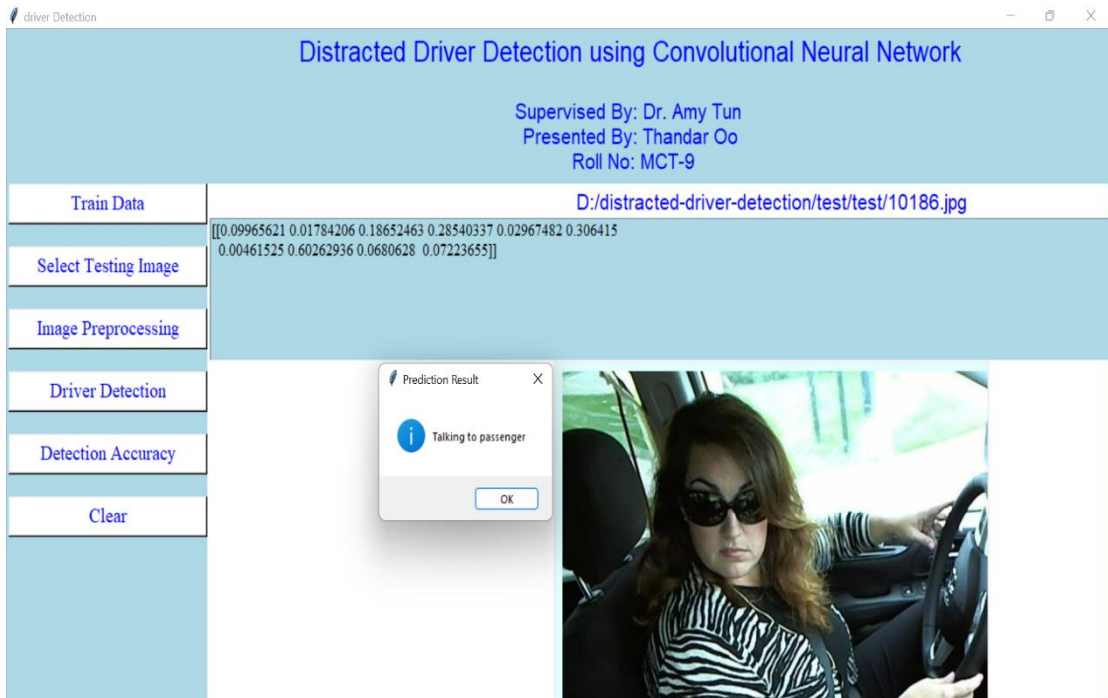 driver Detection
Distracted Driver Detection using Convolutional Neural Network
Supervised By: Dr. Amy Tun
Presented By: Thandar Oo
Roll No: MCT-9
Train Data
D:/distracted-driver-detection/test/test/10186.jpg
[[0.09965621 0.01784206 0.18652463 0.28540337 0.02967482 0.306415
0.00461525 0.60262936 0.0680628 0.07223655]]
Select Testing Image
Image Preprocessing
Driver Detection
Detection Accuracy
Clear
Prediction Result
Talking to passenger
OK